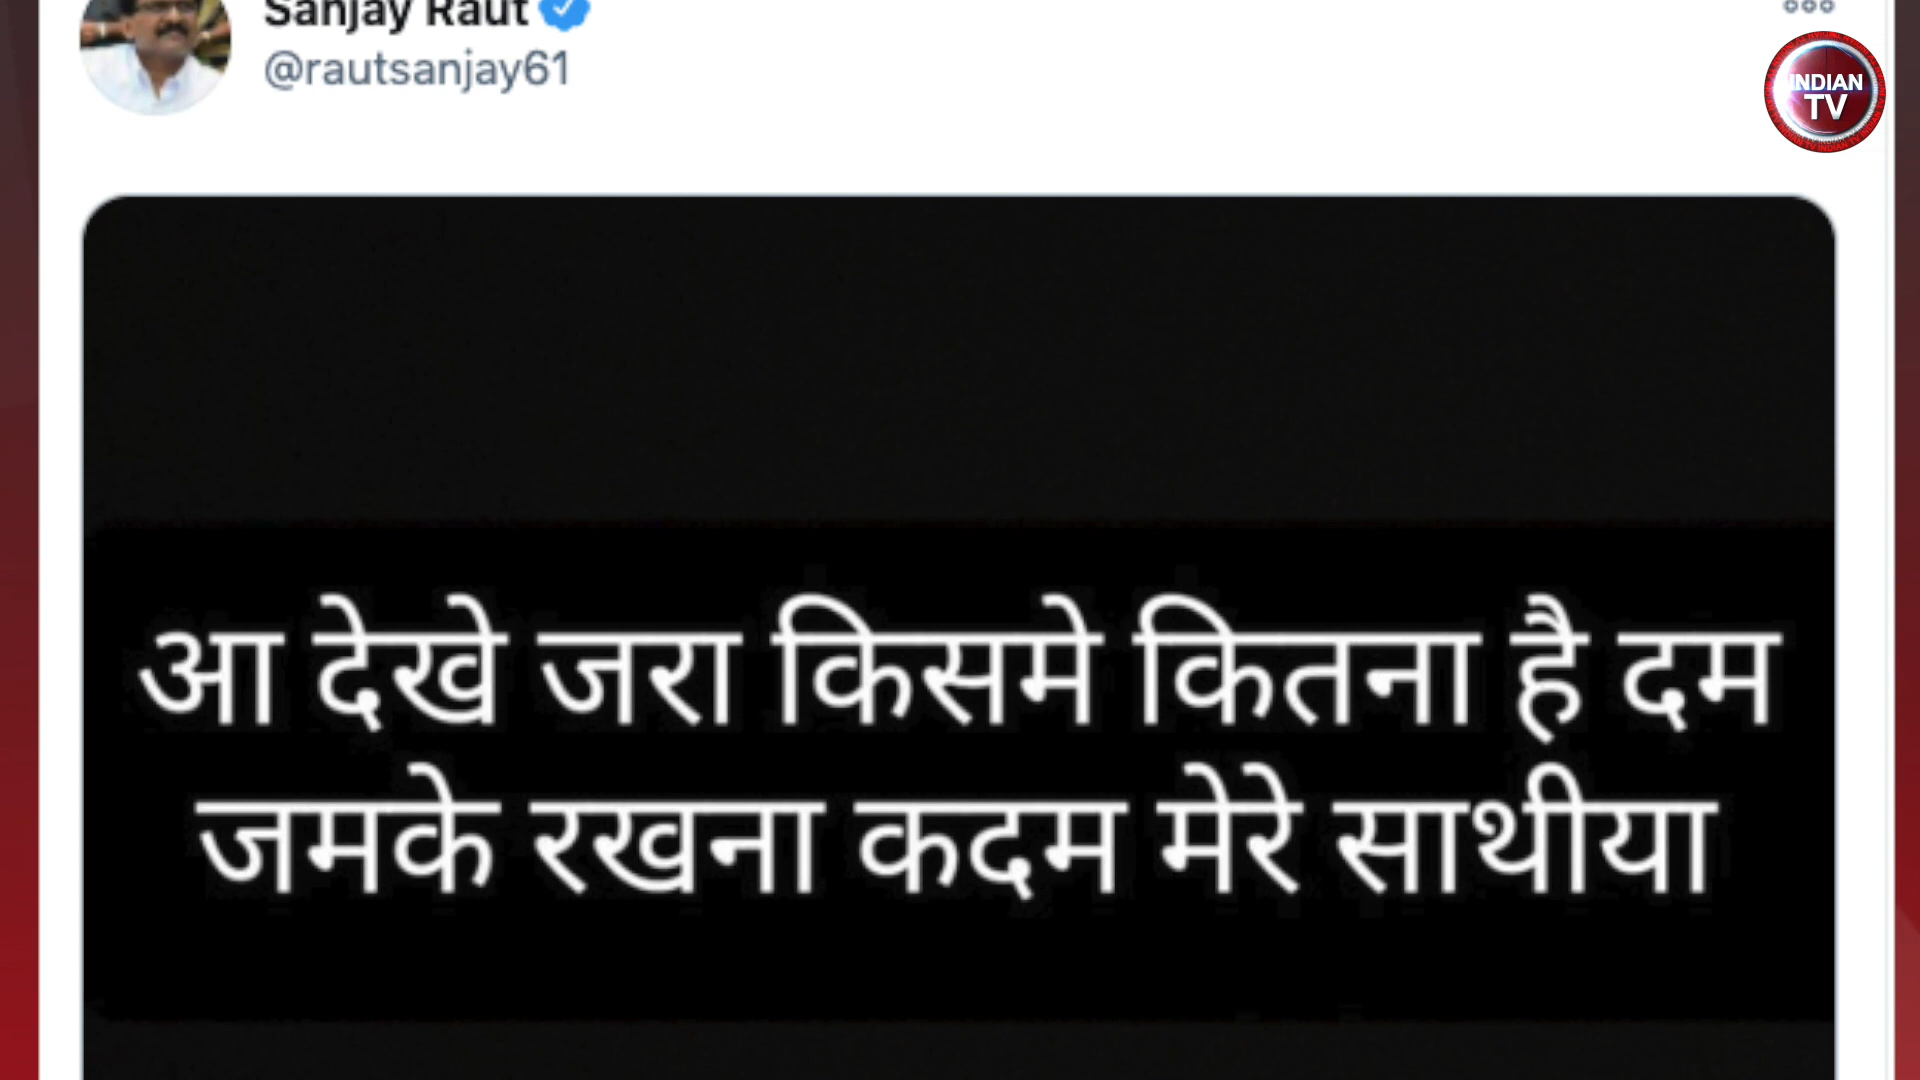 Sanjay Raut
@rautsanjay61
INDIAN
TV
आ देखे जरा किसमे कितना है दम
जमके रखना कदम मेरे साथीया